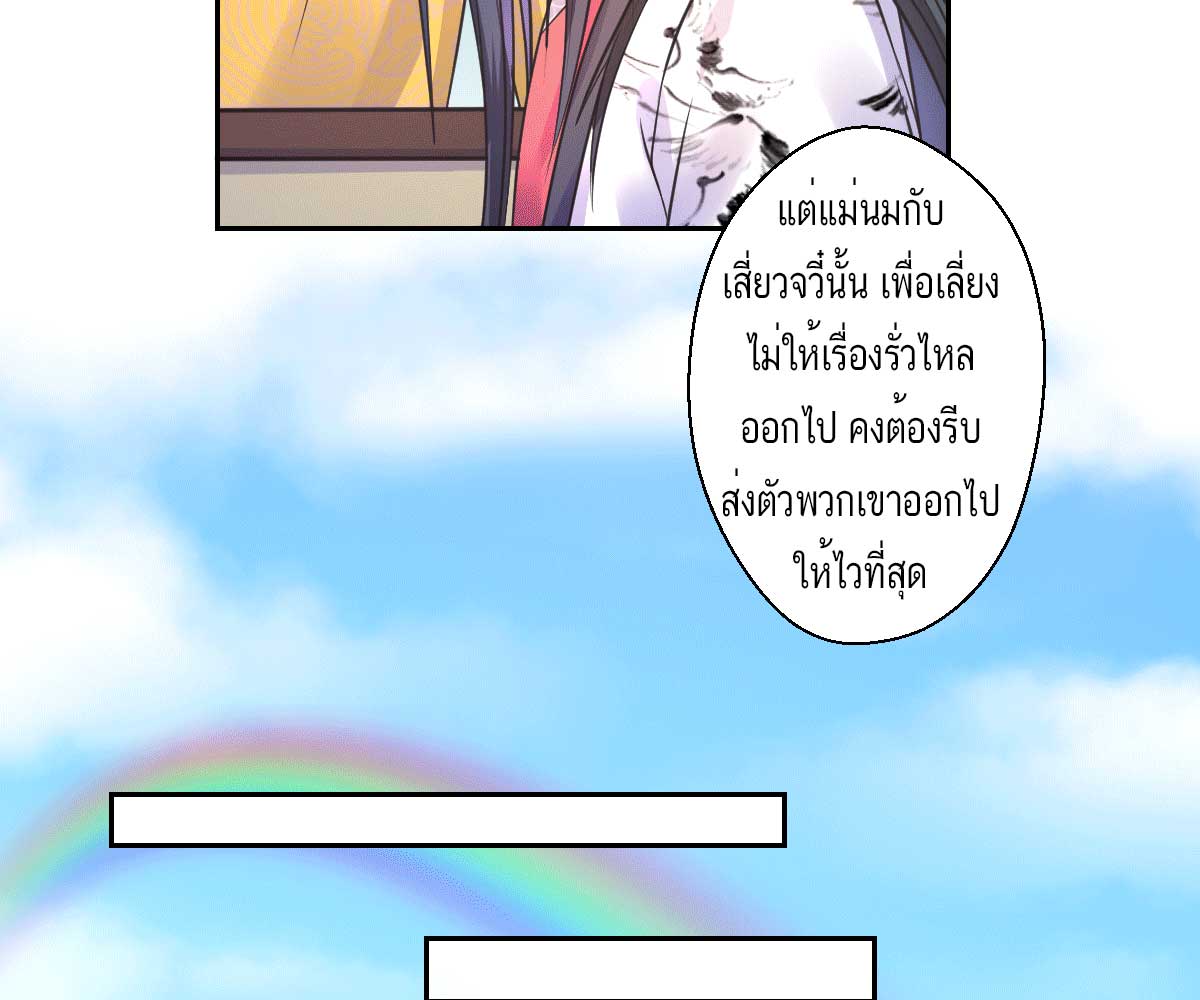 แต่แม่นมกับ
เสี่ยวจวี๋นั้น เพื่อเลี่ยง
ไม่ให้เรื่องรั่วไหล
ออกไป คงต้องรีบ
ส่งตัวพวกเขาออกไป
ให้ไวที่สุด